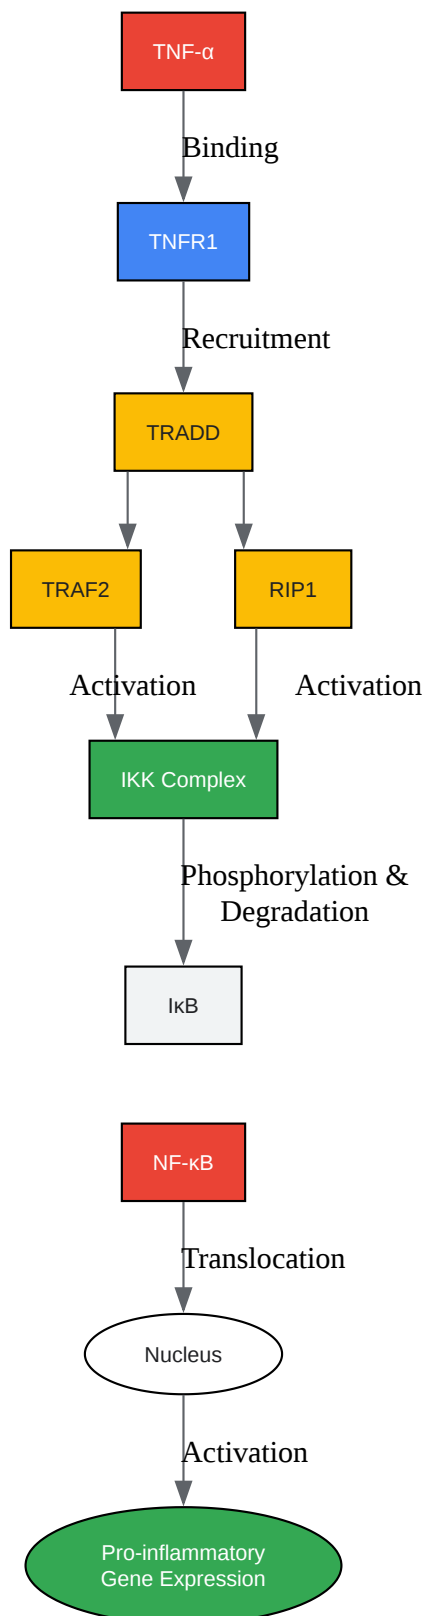 TNF-α
Binding
TNFR1
Recruitment
TRADD
TRAF2
RIP1
Activation
Activation
IKK Complex
Phosphorylation &
Degradation
IκB
NF-κB
Translocation
Nucleus
Activation
Pro-inflammatory
Gene Expression